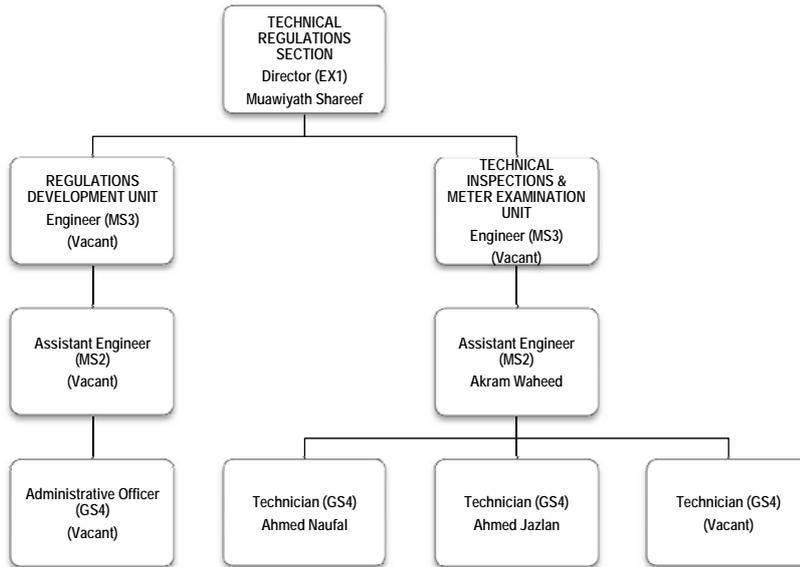 TECHNICAL
REGULATIONS
SECTION
Director (EX1)
Muawiyath Shareef
REGULATIONS
DEVELOPMENT UNIT
Engineer (MS3)
(Vacant)
TECHNICAL
INSPECTIONS &
METER EXAMINATION
UNIT
Engineer (MS3)
(Vacant)
Assistant Engineer
(MS2)
(Vacant)
Assistant Engineer
(MS2)
Akram Waheed
Administrative Officer
(GS4)
(Vacant)
Technician (GS4)
Ahmed Naufal
Technician (GS4)
Ahmed Jazlan
Technician (GS4)
(Vacant)